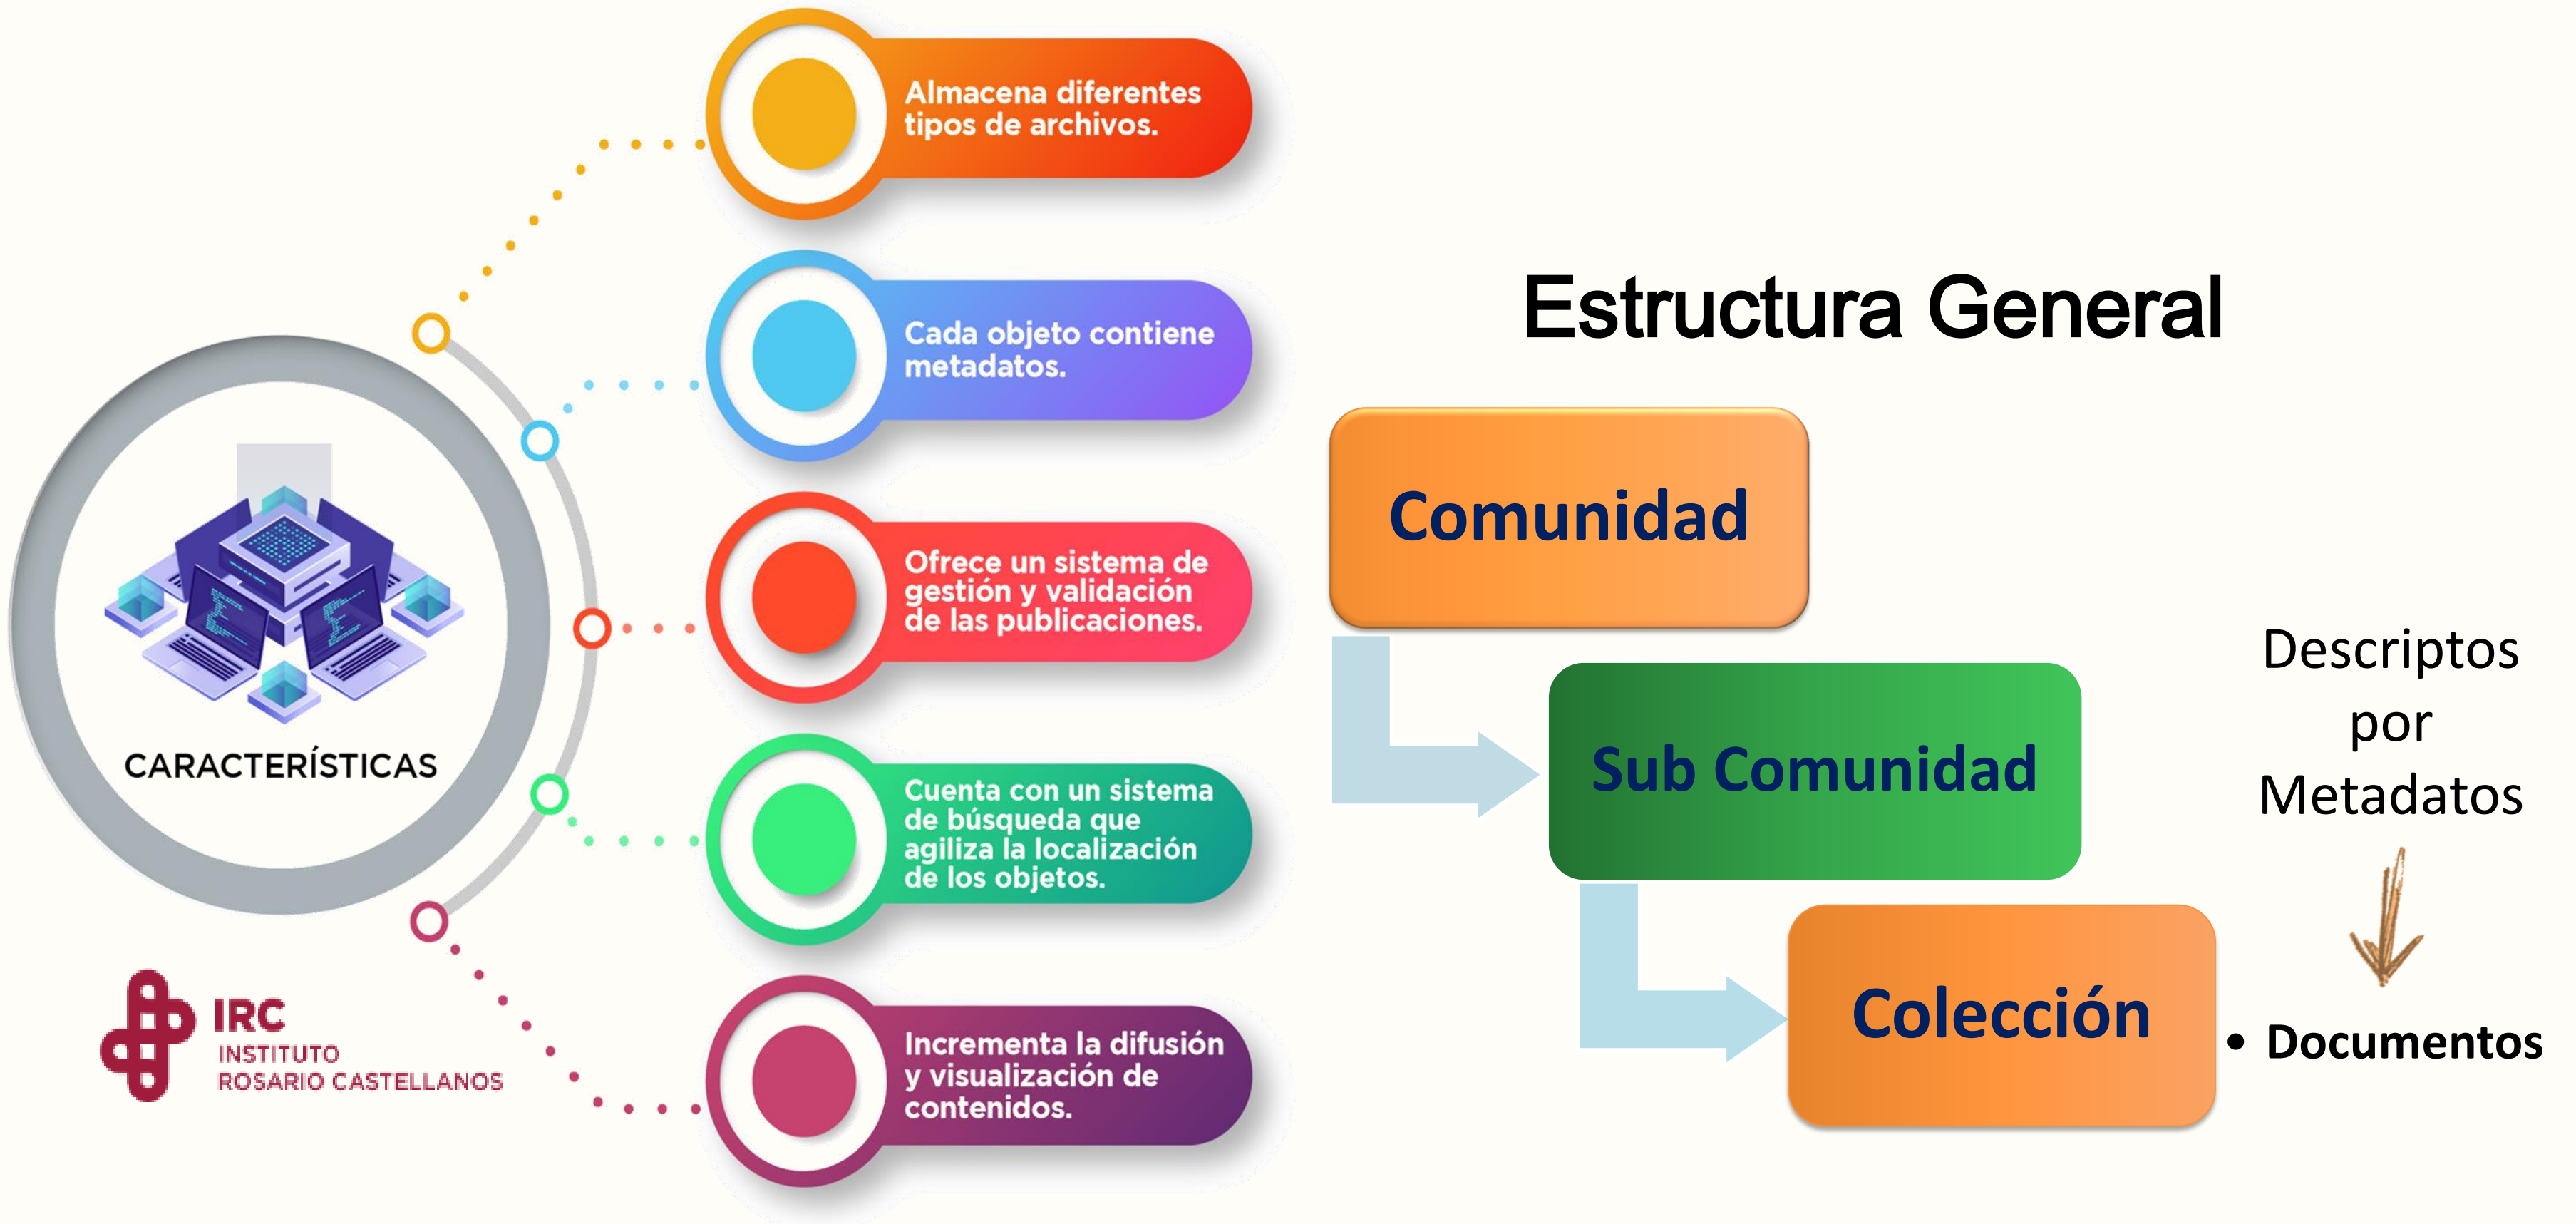 CARACTERÍSTICAS
Almacena diferentes
tipos de archivos.
Cada objeto contiene
metadatos.
Ofrece un sistema de
gestión y validación
de las publicaciones.
Cuenta con un sistema
de búsqueda que
agiliza la localización
de los objetos.
Incrementa la difusión
y visualización de
contenidos.
IRC
INSTITUTO
ROSARIO CASTELLANOS
Estructura General
Comunidad
Sub Comunidad
Colección
Descriptos
por
Metadatos
• Documentos